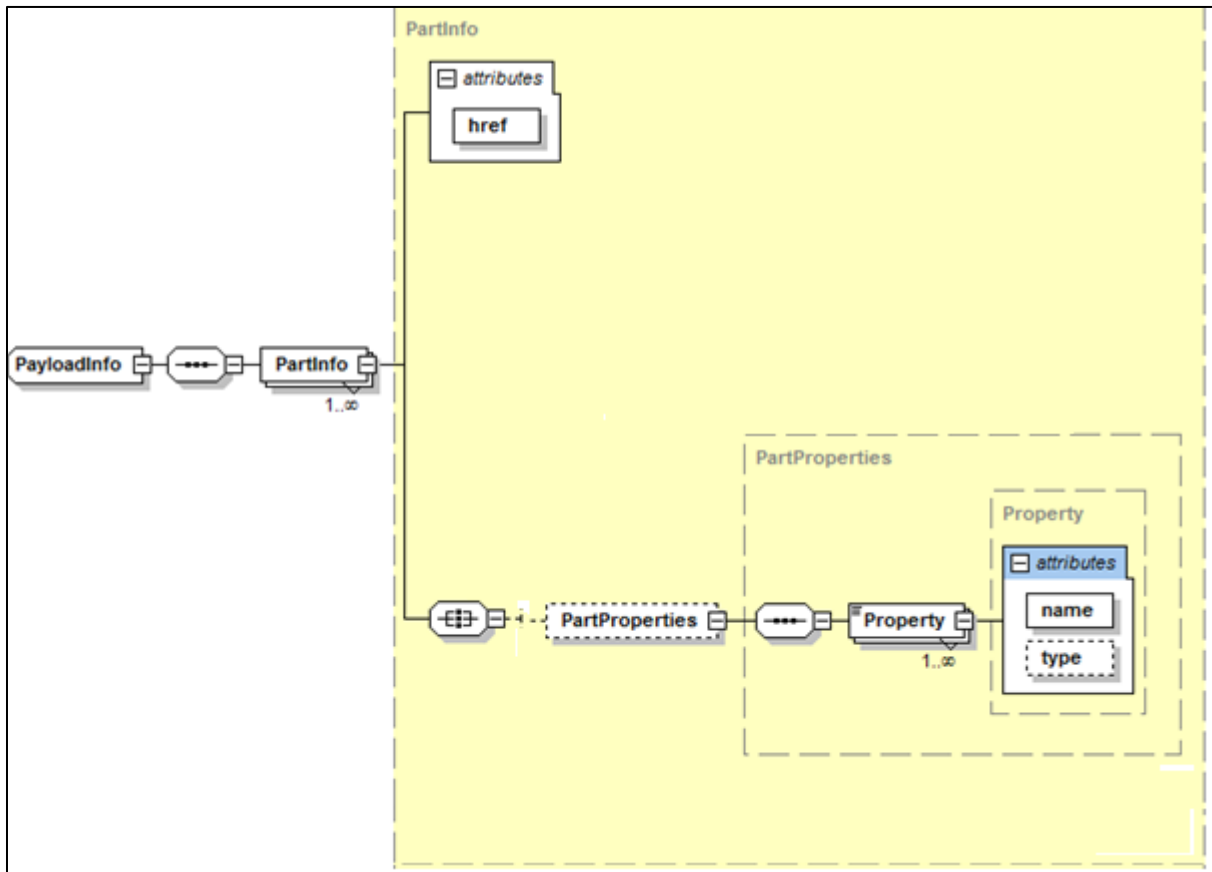 PartInfo
attributes
href
PayloadInfo
PartInfo
1..∞
PartProperties
Property
attributes
PartProperties
Property
name
1..∞
type